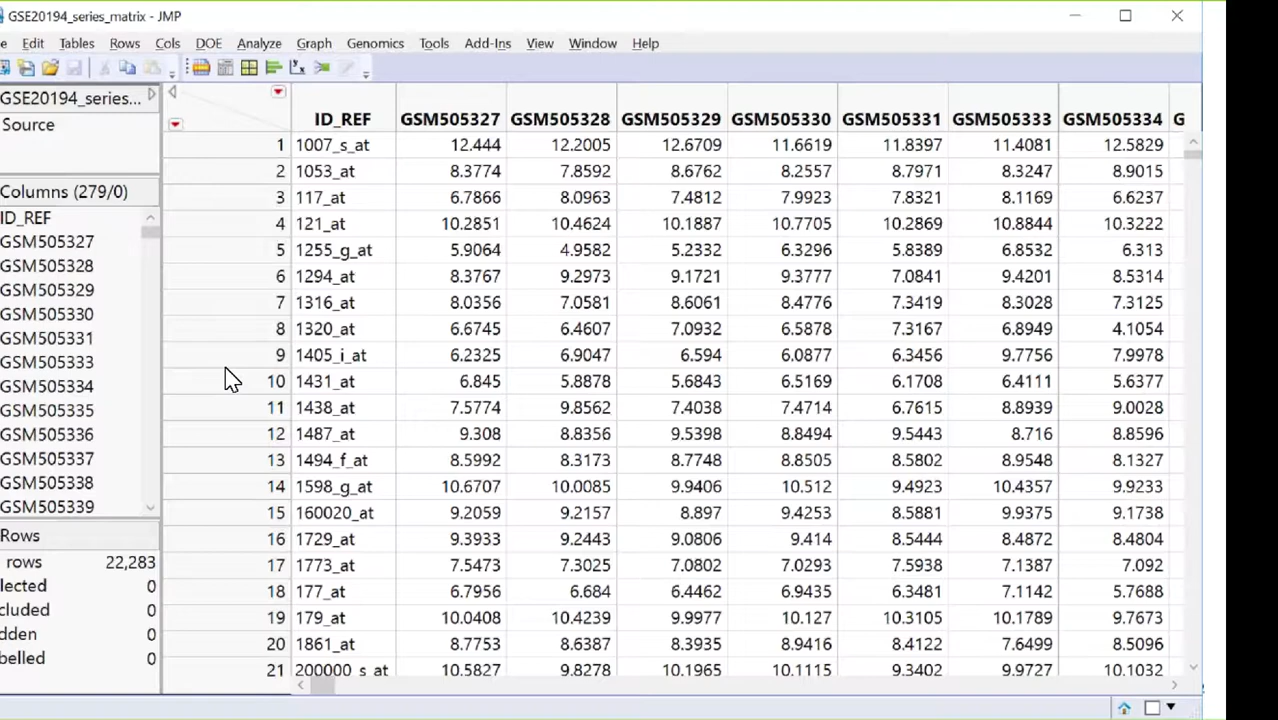 GSE20194_series_matrix - JMP
e Edit Tables Rows Cols DOE Analyze Graph Genomics Tools Add-Ins View Window Help
GSE20194_series...
Source
Columns (279/0)
ID_REF
GSM505327
GSM505328
GSM505329
GSM505330
GSM505331
GSM505333
GSM505334
GSM505335
GSM505336
GSM505337
GSM505338
GSM505339
Rows
rows 22,283
lected 0
cluded 0
dden 0
belled 0
ID_REF GSM505327 GSM505328 GSM505329 GSM505330 GSM505331 GSM505333 GSM505334 G
1 1007_s_at 12.444 12.2005 12.6709 11.6619 11.8397 11.4081 12.5829
2 1053_at 8.3774 7.8592 8.6762 8.2557 8.7971 8.3247 8.9015
3 117_at 6.7866 8.0963 7.4812 7.9923 7.8321 8.1169 6.6237
4 121_at 10.2851 10.4624 10.1887 10.7705 10.2869 10.8844 10.3222
5 1255_g_at 5.9064 4.9582 5.2332 6.3296 5.8389 6.8532 6.313
6 1294_at 8.3767 9.2973 9.1721 9.3777 7.0841 9.4201 8.5314
7 1316_at 8.0356 7.0581 8.6061 8.4776 7.3419 8.3028 7.3125
8 1320_at 6.6745 6.4607 7.0932 6.5878 7.3167 6.8949 4.1054
9 1405_i_at 6.2325 6.9047 6.594 6.0877 6.3456 9.7756 7.9978
10 1431_at 6.845 5.8878 5.6843 6.5169 6.1708 6.4111 5.6377
11 1438_at 7.5774 9.8562 7.4038 7.4714 6.7615 8.8939 9.0028
12 1487_at 9.308 8.8356 9.5398 8.8494 9.5443 8.716 8.8596
13 1494_f_at 8.5992 8.3173 8.7748 8.8505 8.5802 8.9548 8.1327
14 1598_g_at 10.6707 10.0085 9.9406 10.512 9.4923 10.4357 9.9233
15 160020_at 9.2059 9.2157 8.897 9.4253 8.5881 9.9375 9.1738
16 1729_at 9.3933 9.2443 9.0806 9.414 8.5444 8.4872 8.4804
17 1773_at 7.5473 7.3025 7.0802 7.0293 7.5938 7.1387 7.092
18 177_at 6.7956 6.684 6.4462 6.9435 6.3481 7.1142 5.7688
19 179_at 10.0408 10.4239 9.9977 10.127 10.3105 10.1789 9.7673
20 1861_at 8.7753 8.6387 8.3935 8.9416 8.4122 7.6499 8.5096
21 200000_s_at 10.5827 9.8278 10.1965 10.1115 9.3402 9.9727 10.1032